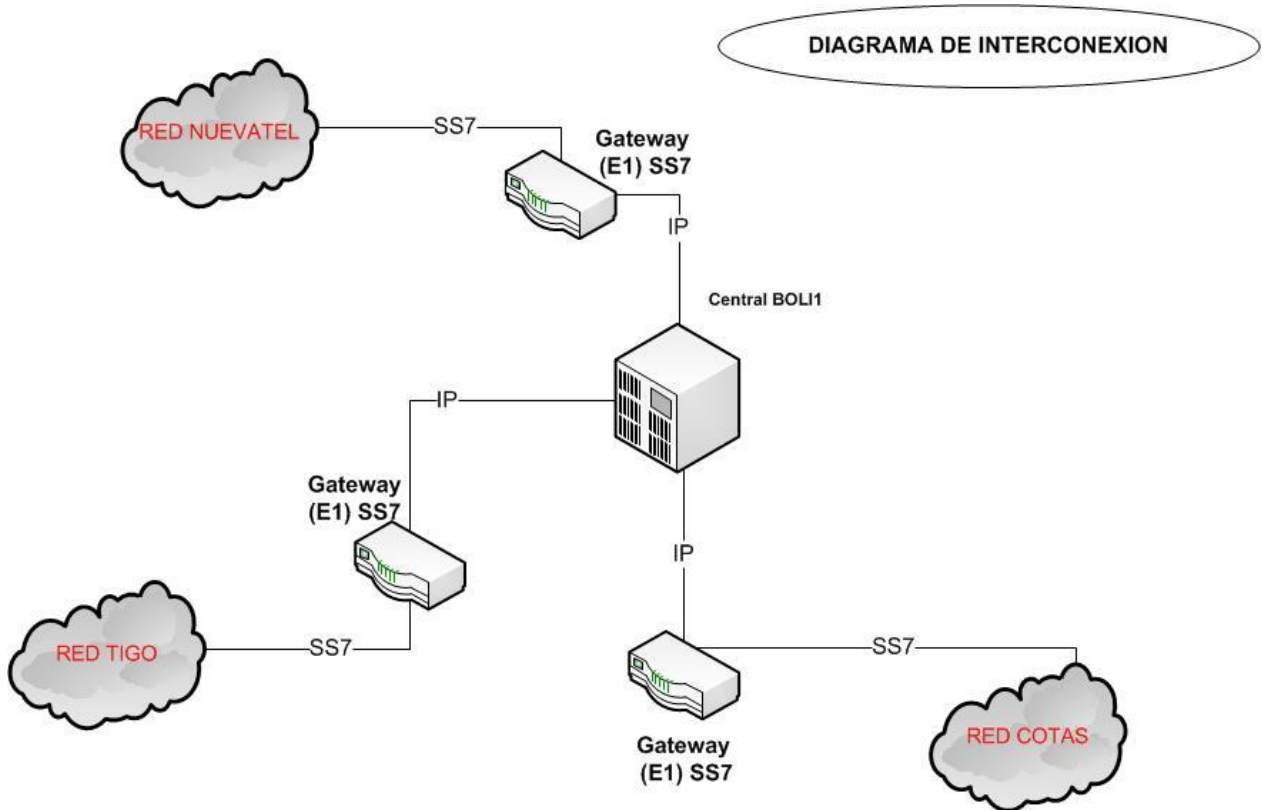 DIAGRAMA DE INTERCONEXION
RED NUEVATEL
SS7
Gateway
(E1) SS7
IP
Central BOLI1
IP
Gateway
(E1) SS7
IP
RED TIGO
SS7
SS7
Gateway
(E1) SS7
RED COTAS